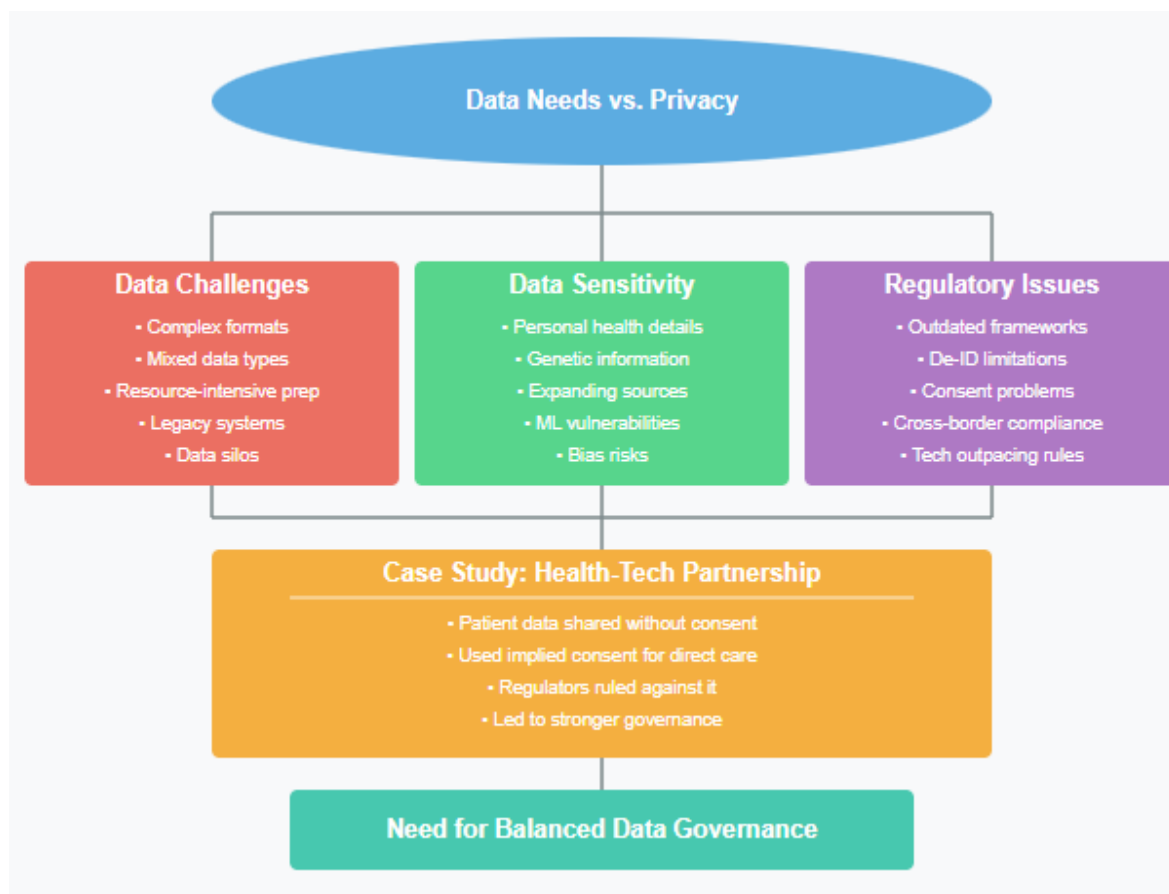 Data Needs vs. Privacy
Data Challenges
• Complex formats
• Mixed data types
• Resource-intensive prep
• Legacy systems
• Data silos
Data Sensitivity
• Personal health details
• Genetic information
• Expanding sources
• ML vulnerabilities
• Bias risks
Regulatory Issues
• Outdated frameworks
• De-ID limitations
• Consent problems
• Cross-border compliance
• Tech outpacing rules
Case Study: Health-Tech Partnership
• Patient data shared without consent
• Used implied consent for direct care
• Regulators ruled against it
• Led to stronger governance
Need for Balanced Data Governance